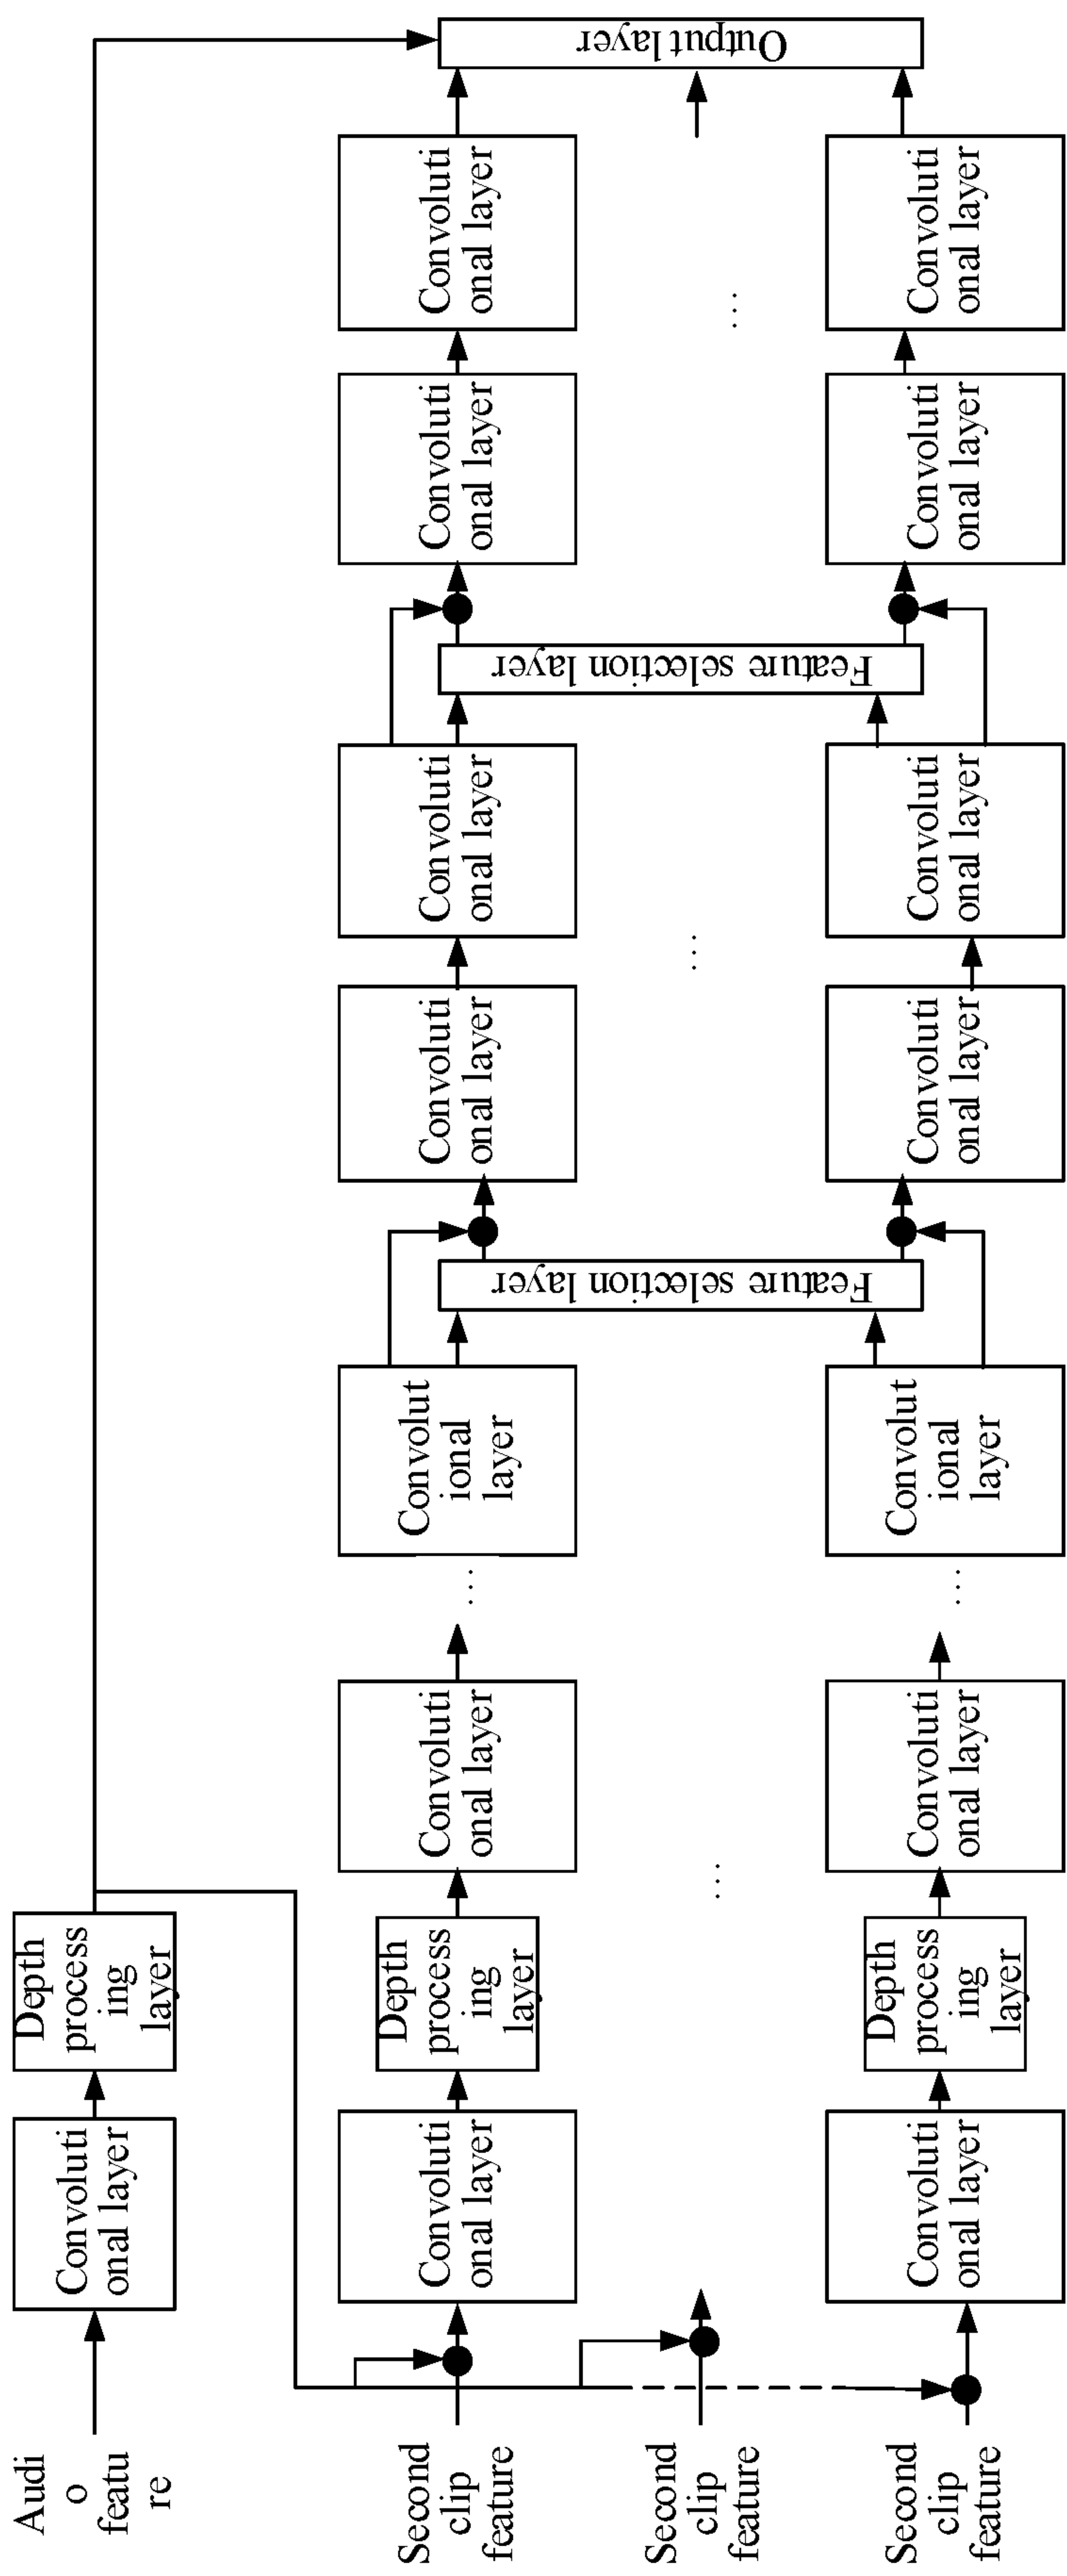 Audi
o
featu
re
Convoluti
onal layer
Depth
process
ing
layer
Second
clip
feature
Convoluti
onal layer
Depth
process
ing
layer
Convoluti
onal layer
...
Convolut
ional
layer
Feature selection layer
Convoluti
onal layer
Convoluti
onal layer
Feature selection layer
Convoluti
onal layer
Convoluti
onal layer
Output layer
Second
clip
feature
...
...
...
Second
clip
feature
Convoluti
onal layer
Depth
process
ing
layer
Convoluti
onal layer
...
Convolut
ional
layer
Convoluti
onal layer
Convoluti
onal layer
Convoluti
onal layer
Convoluti
onal layer